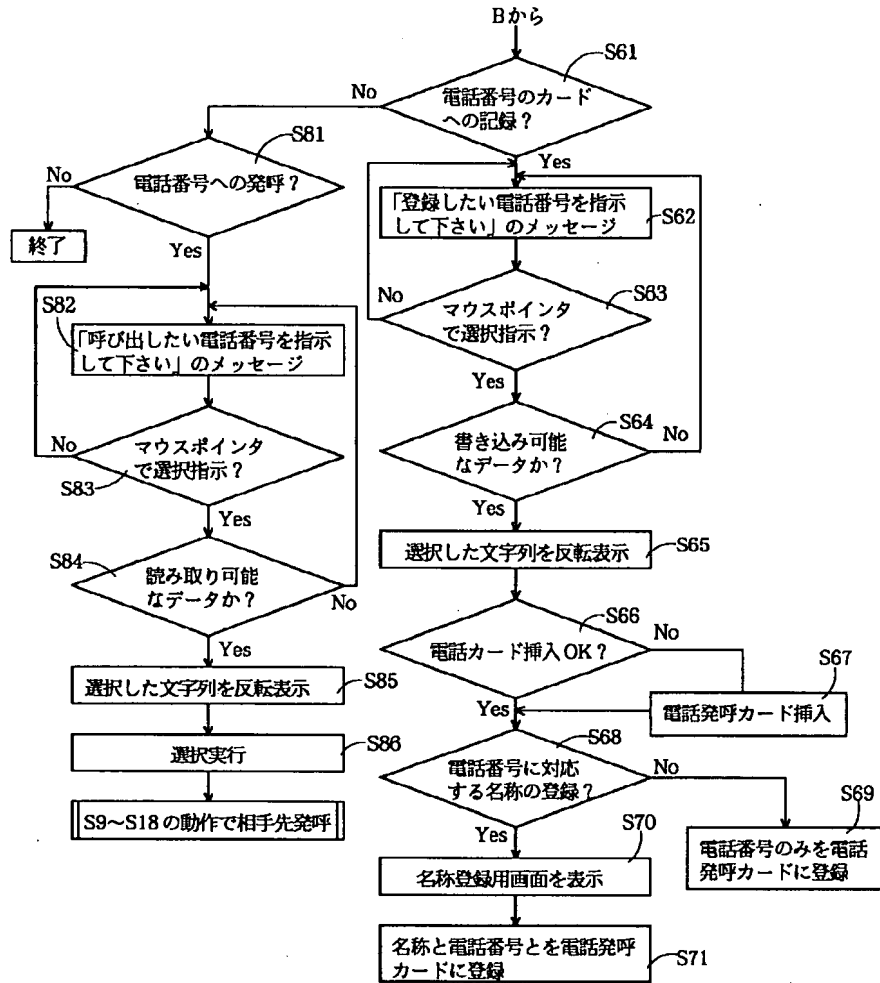 Bから
S61
No
電話番号のカード
への記録？
Yes
S81
電話番号への発呼？
No
終了
Yes
S82
「呼び出したい電話番号を指示
して下さい」のメッセージ
マウスポインタ
で選択指示？
No
S83
Yes
S84
読み取り可能
なデータか？
No
Yes
選択した文字列を反転表示
S85
選択実行
S86
S9～S18の動作で相手先発呼
「登録したい電話番号を指示
して下さい」のメッセージ
S62
S63
No
マウスポインタ
で選択指示？
Yes
S64
書き込み可能
なデータか？
No
Yes
選択した文字列を反転表示
S65
S66
電話カード挿入OK？
No
S67
電話発呼カード挿入
Yes
S68
電話番号に対応
する名称の登録？
No
S69
電話番号のみを電話
発呼カードに登録
Yes
S70
名称登録用画面を表示
名称と電話番号とを電話発呼
カードに登録
S71